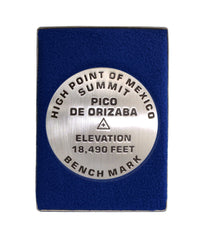 HIGH POINT OF MEXICO
SUMMIT
PICO
DE ORIZABA
ELEVATION
18,490 FEET
BENCH MARK